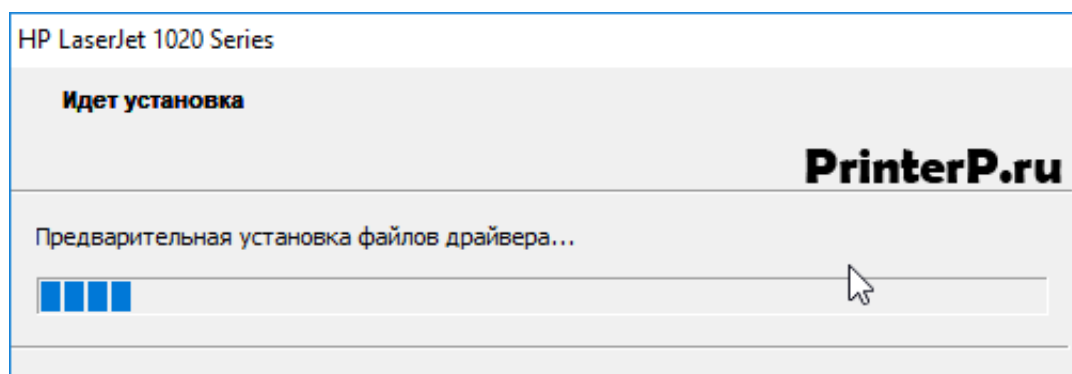 HP LaserJet 1020 Series
Идет установка
PrinterP.ru
Предварительная установка файлов драйвера...